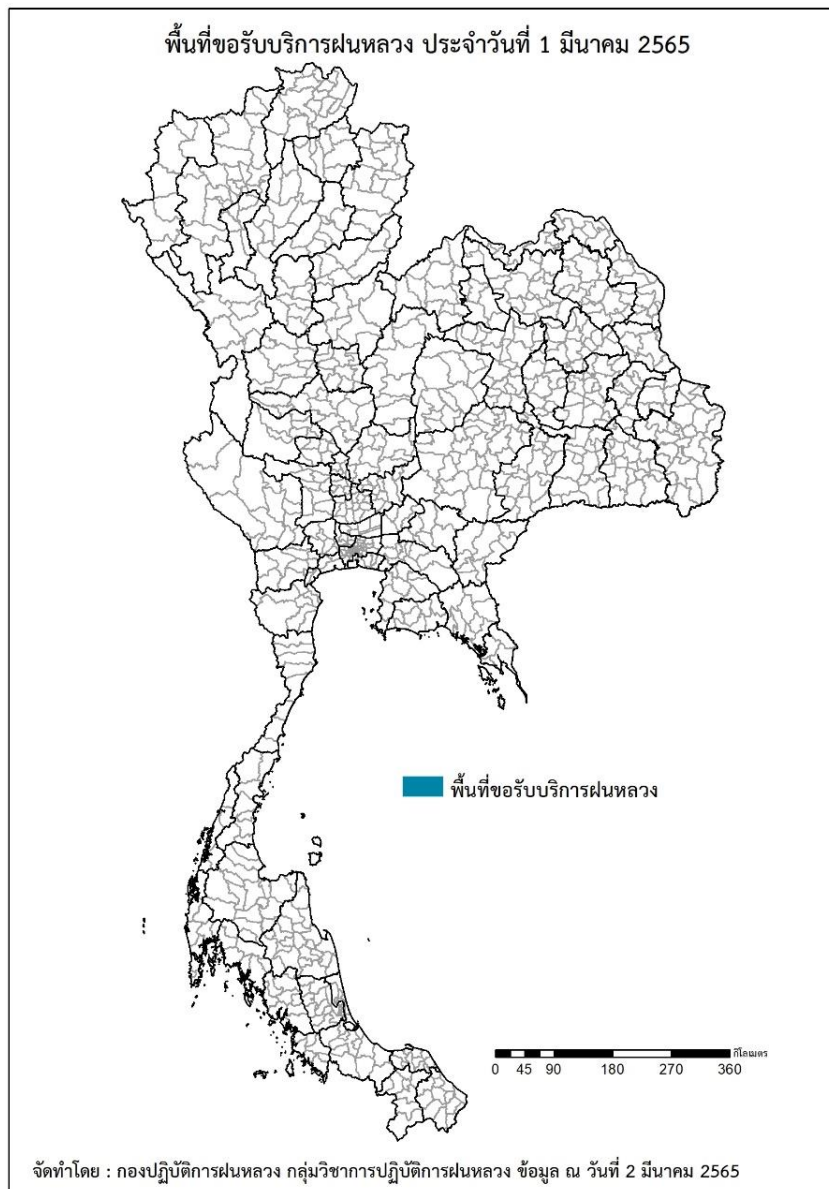 พื้นที่ขอรับบริการฝนหลวง ประจำวันที่ 1 มีนาคม 2565
พื้นที่ขอรับบริการฝนหลวง
กิโลเมตร
0 45 90 180 270 360
จัดทำโดย : กองปฏิบัติการฝนหลวง กลุ่มวิชาการปฏิบัติการฝนหลวง ข้อมูล ณ วันที่ 2 มีนาคม 2565